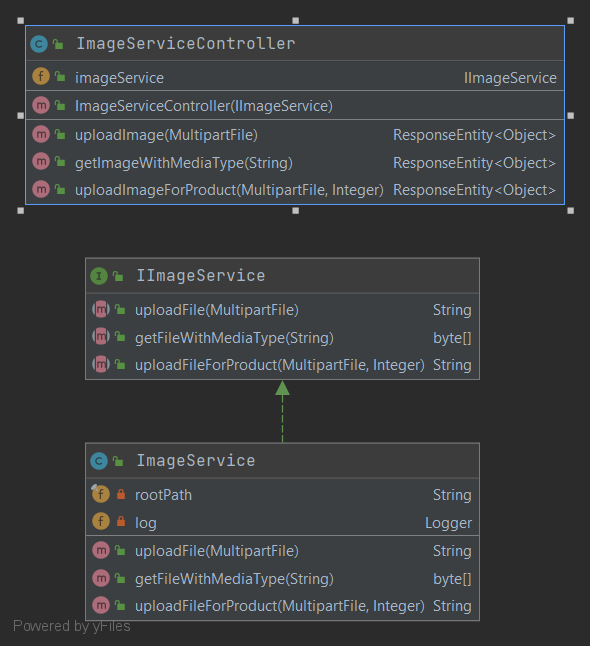 ImageServiceController
imageService IImageService
ImageServiceController(IImageService)
uploadImage(MultipartFile) ResponseEntity<Object>
getImageWithMediaType(String) ResponseEntity<Object>
uploadImageForProduct(MultipartFile, Integer) ResponseEntity<Object>
IImageService
uploadFile(MultipartFile) String
getFileWithMediaType(String) byte[]
uploadFileForProduct(MultipartFile, Integer) String
ImageService
rootPath String
log Logger
uploadFile(MultipartFile) String
getFileWithMediaType(String) byte[]
uploadFileForProduct(MultipartFile, Integer) String
Powered by yFiles